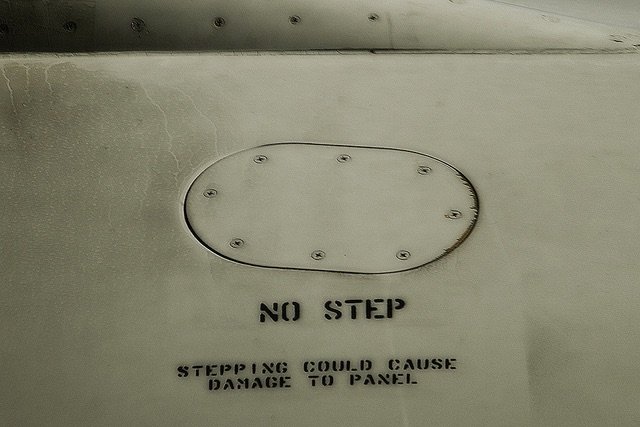 NO STEP
STEPPING COULD CAUSE
DAMAGE TO PANEL